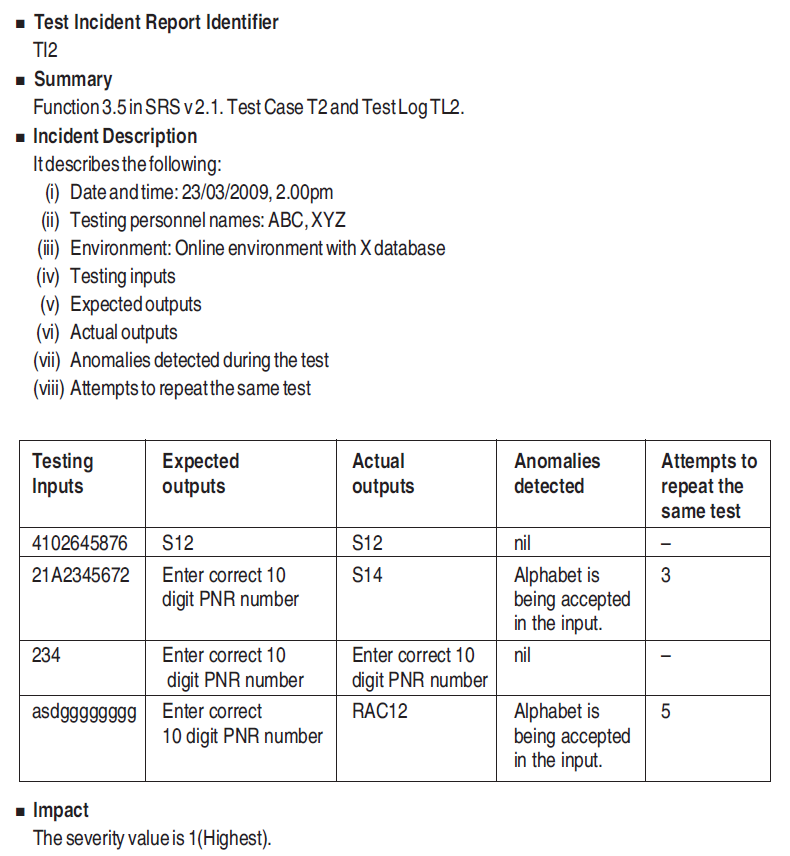 ■ Test Incident Report Identifier
TI2
■ Summary
Function 3.5 in SRS v 2.1. Test Case T2 and Test Log TL2.
■ Incident Description
It describes the following:
(i) Date and time: 23/03/2009, 2.00pm
(ii) Testing personnel names: ABC, XYZ
(iii) Environment: Online environment with X database
(iv) Testing inputs
(v) Expected outputs
(vi) Actual outputs
(vii) Anomalies detected during the test
(viii) Attempts to repeat the same test
Testing Expected Actual Anomalies Attempts to
Inputs outputs outputs detected repeat the
same test
4102645876 S12 S12 nil –
21A2345672 Enter correct 10 S14 Alphabet is 3
digit PNR number being accepted
in the input.
234 Enter correct 10 Enter correct 10 nil –
digit PNR number digit PNR number
asdgggggggg Enter correct RAC12 Alphabet is 5
10 digit PNR number being accepted
in the input.
■ Impact
The severity value is 1(Highest).